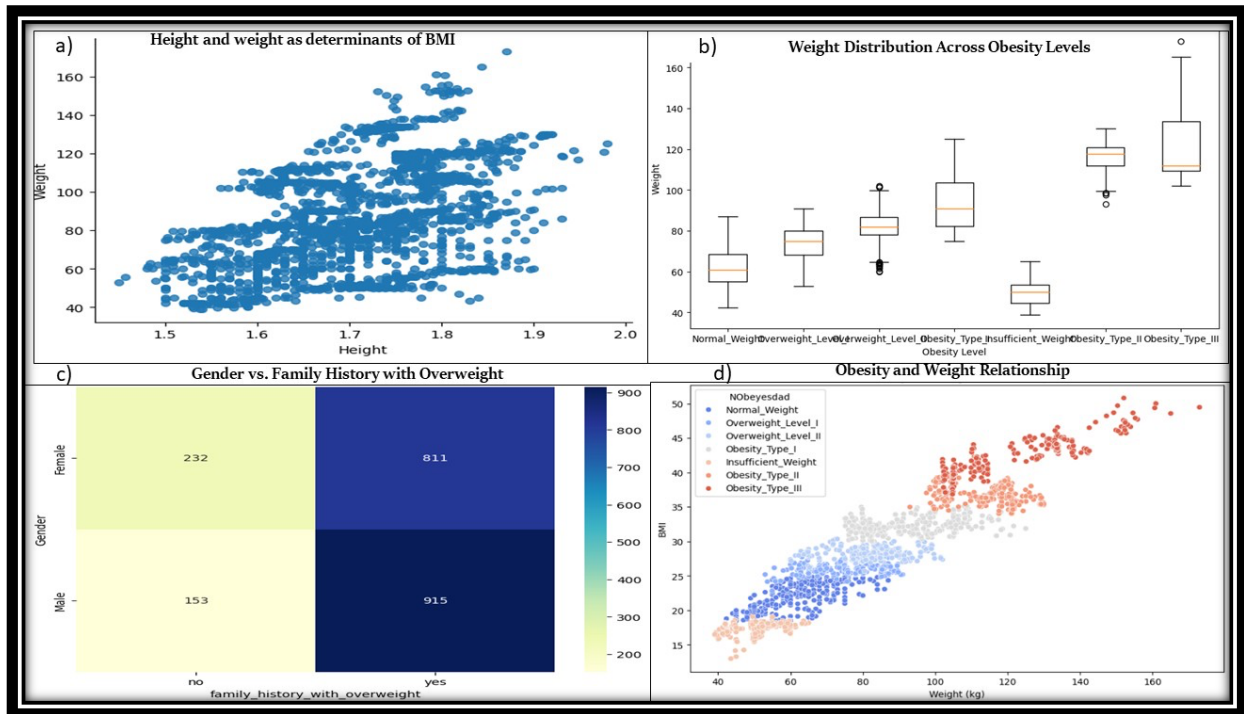 a) Height and weight as determinants of BMI
160
140
120
100
80
60
40
Weight
1.5 1.6 1.7 1.8 1.9 2.0
Height
b) Weight Distribution Across Obesity Levels
160
140
120
100
80
60
40
Weight
Normal_Weight Overweight_Level_I Overweight_Level_II Obesity_Type_I Insufficient_Weight Obesity_Type_II Obesity_Type_III
Obesity Level
c) Gender vs. Family History with Overweight
Female
Male
Gender
232 811
153 915
no yes
family_history_with_overweight
900
800
700
600
500
400
300
200
d) Obesity and Weight Relationship
NObeyesdad
Normal_Weight
Overweight_Level_I
Overweight_Level_II
Obesity_Type_I
Insufficient_Weight
Obesity_Type_II
Obesity_Type_III
50
45
40
35
30
25
20
15
BMI
40 60 80 100 120 140 160
Weight (kg)